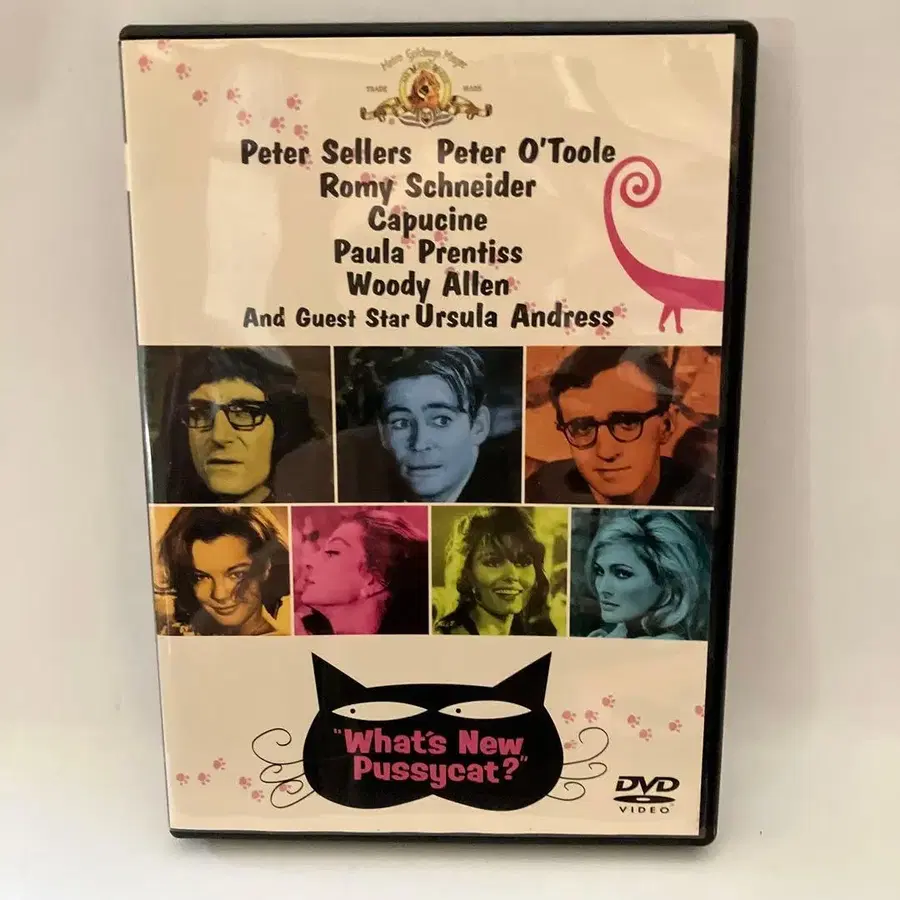 Metro Goldwyn Mayer
TRADE MARK
Peter Sellers Peter O'Toole
Romy Schneider
Capucine
Paula Prentiss
Woody Allen
And Guest Star Ursula Andress
"What's New
Pussycat?"
DVD
VIDEO